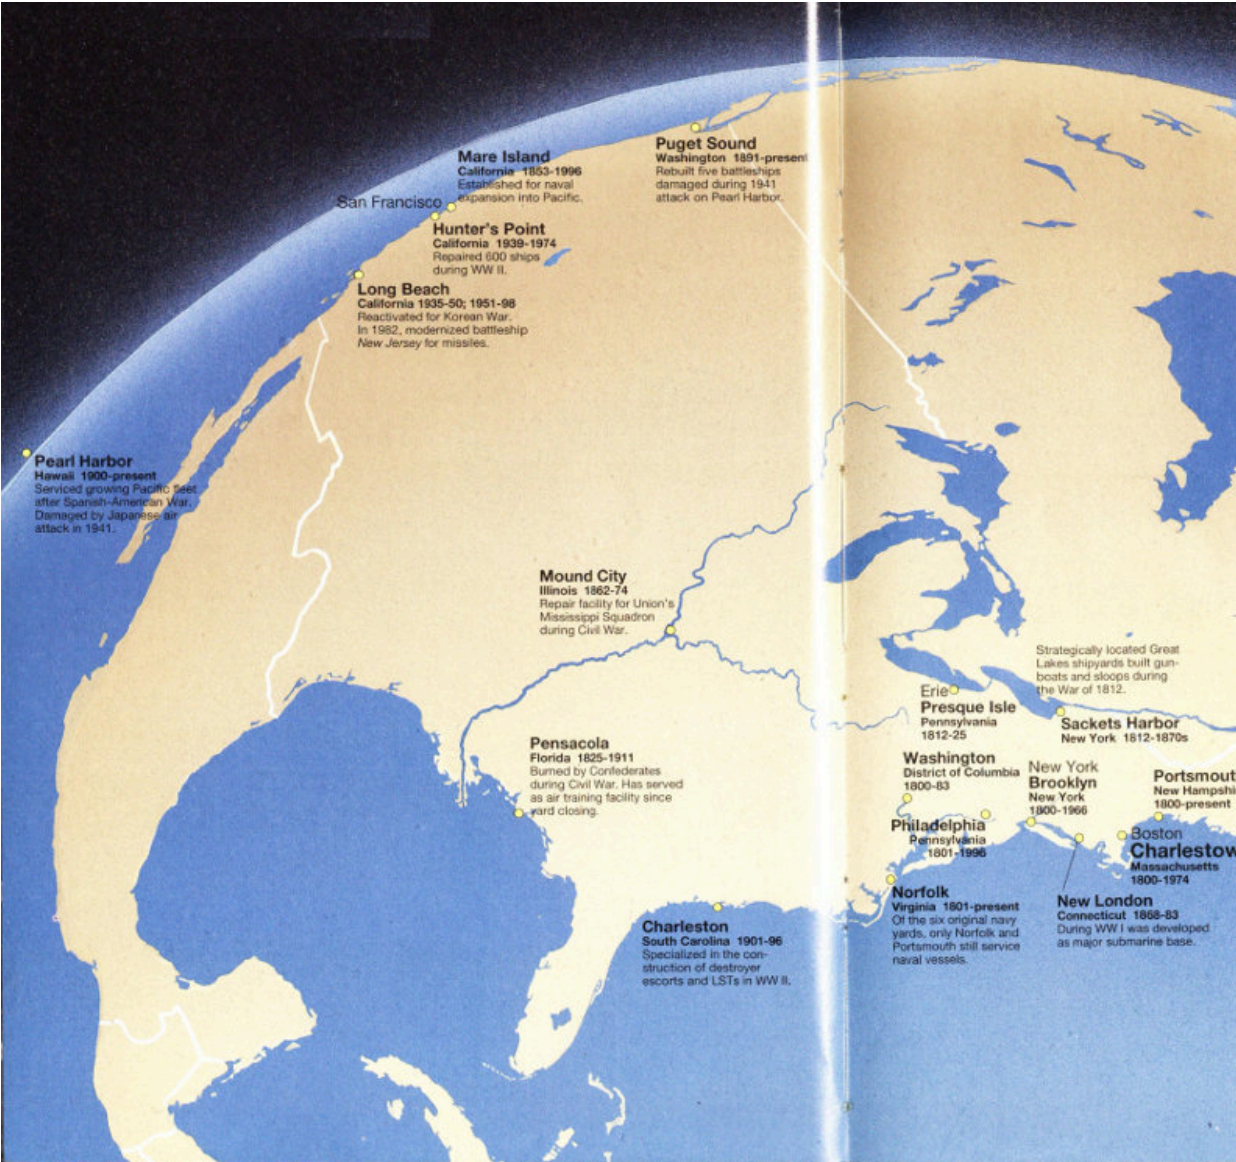 Puget Sound
Washington 1891-present
Rebuilt five battleships
damaged during 1941
attack on Pearl Harbor.
Mare Island
California 1853-1996
Established for naval
expansion into Pacific.
San Francisco
Hunter's Point
California 1939-1974
Repaired 600 ships
during WW II.
Long Beach
California 1935-50; 1951-98
Reactivated for Korean War.
In 1982, modernized battleship
New Jersey for missiles.
Pearl Harbor
Hawaii 1900-present
Serviced growing Pacific fleet
after Spanish-American War.
Damaged by Japanese air
attack in 1941.
Mound City
Illinois 1862-74
Repair facility for Union's
Mississippi Squadron
during Civil War.
Strategically located Great
Lakes shipyards built gun-
boats and sloops during
the War of 1812.
Erie
Presque Isle
Pennsylvania
1812-25
Sackets Harbor
New York 1812-1870s
Pensacola
Florida 1825-1911
Burned by Confederates
during Civil War. Has served
as air training facility since
yard closing.
Washington
District of Columbia
1800-83
New York
Brooklyn
New York
1800-1966
Portsmout
New Hampshi
1800-present
Philadelphia
Pennsylvania
1801-1996
Boston
Charlestow
Massachusetts
1800-1974
Norfolk
Virginia 1801-present
Of the six original navy
yards, only Norfolk and
Portsmouth still service
naval vessels.
New London
Connecticut 1868-83
During WW I was developed
as major submarine base.
Charleston
South Carolina 1901-96
Specialized in the con-
struction of destroyer
escorts and LSTs in WW II.